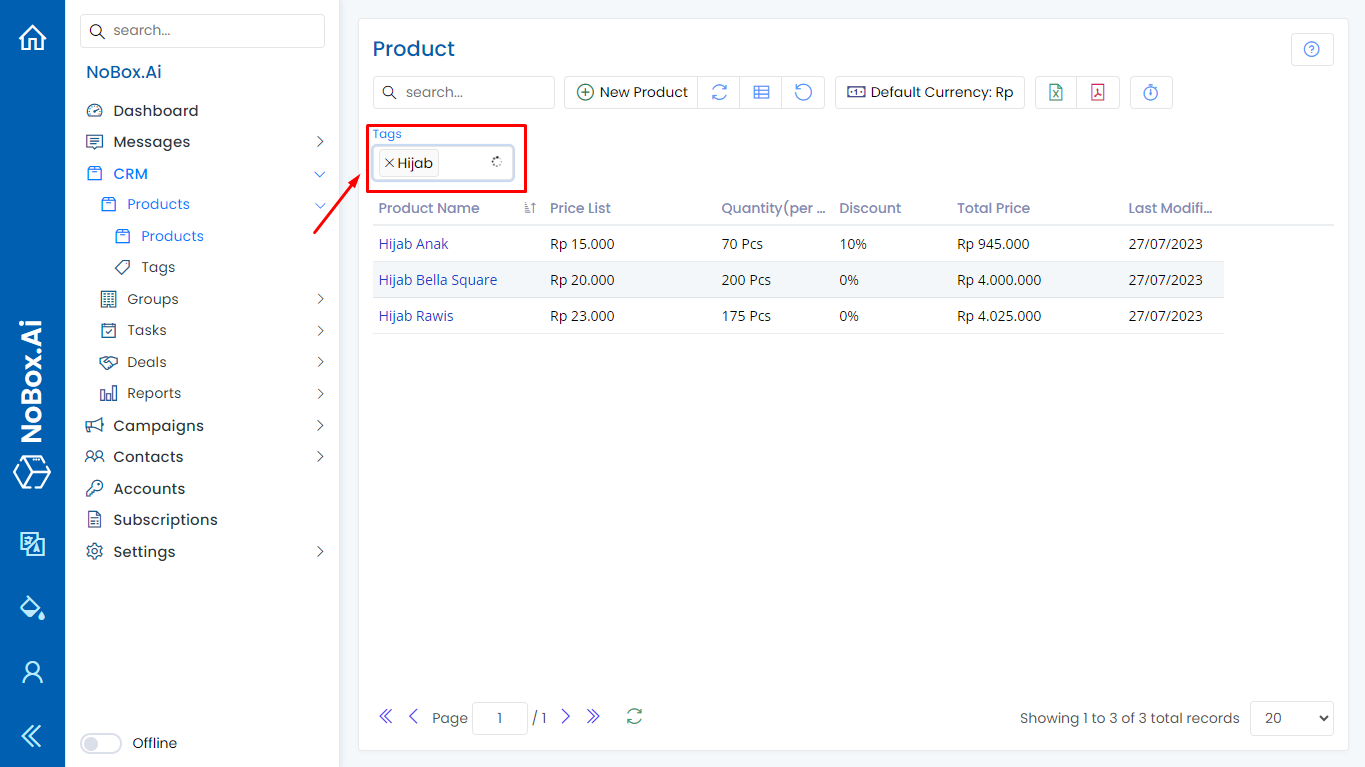 search...
NoBox.Ai
Dashboard
Messages
CRM
Products
Products
Tags
Groups
Tasks
Deals
Reports
Campaigns
Contacts
Accounts
Subscriptions
Settings
Offline
NoBox.Ai
Product
search...
New Product
Default Currency: Rp
Tags
Hijab
Product Name Price List Quantity(per ... Discount Total Price Last Modifi...
Hijab Anak Rp 15.000 70 Pcs 10% Rp 945.000 27/07/2023
Hijab Bella Square Rp 20.000 200 Pcs 0% Rp 4.000.000 27/07/2023
Hijab Rawis Rp 23.000 175 Pcs 0% Rp 4.025.000 27/07/2023
Page 1 / 1
Showing 1 to 3 of 3 total records 20